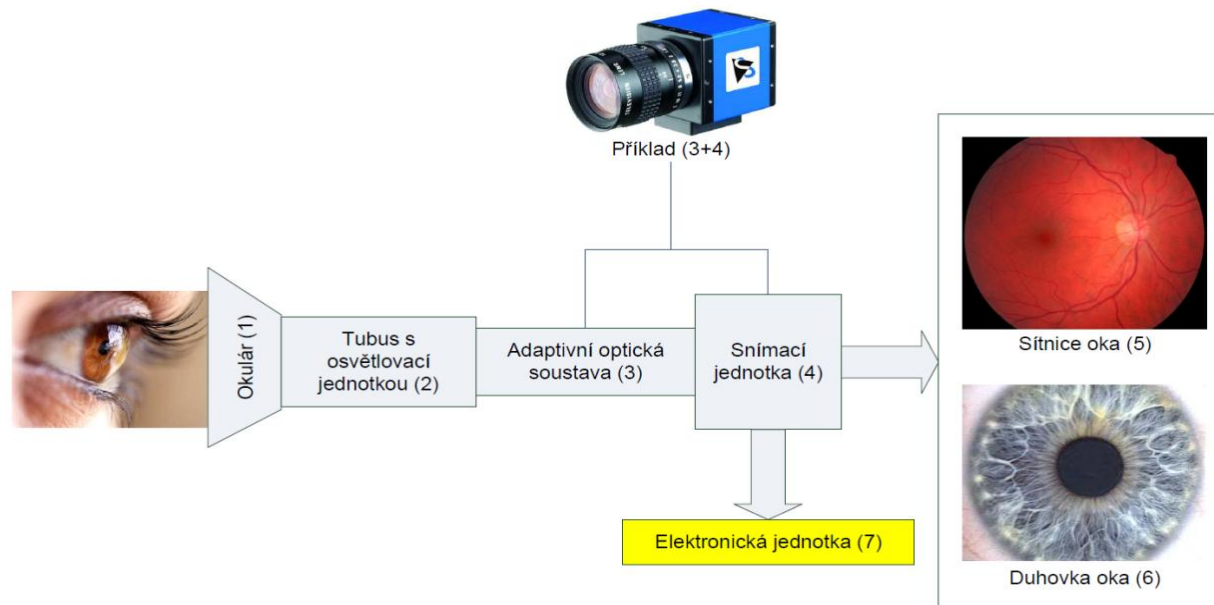 Příklad (3+4)
Okulár (1)
Tubus s
osvětlovací
jednotkou (2)
Adaptivní optická
soustava (3)
Snímací
jednotka (4)
Elektronická jednotka (7)
Sítnice oka (5)
Duhovka oka (6)